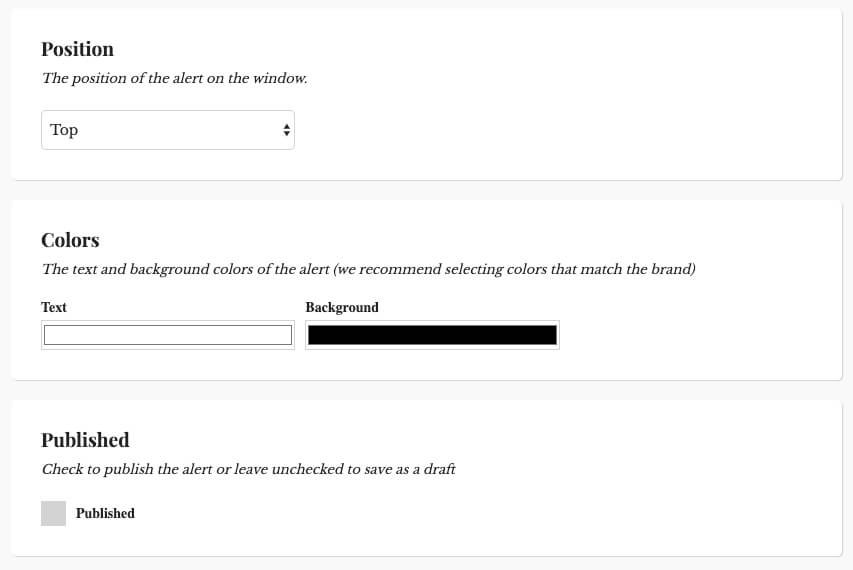 Position
The position of the alert on the window.
Top
Colors
The text and background colors of the alert (we recommend selecting colors that match the brand)
Text Background
Published
Check to publish the alert or leave unchecked to save as a draft
Published